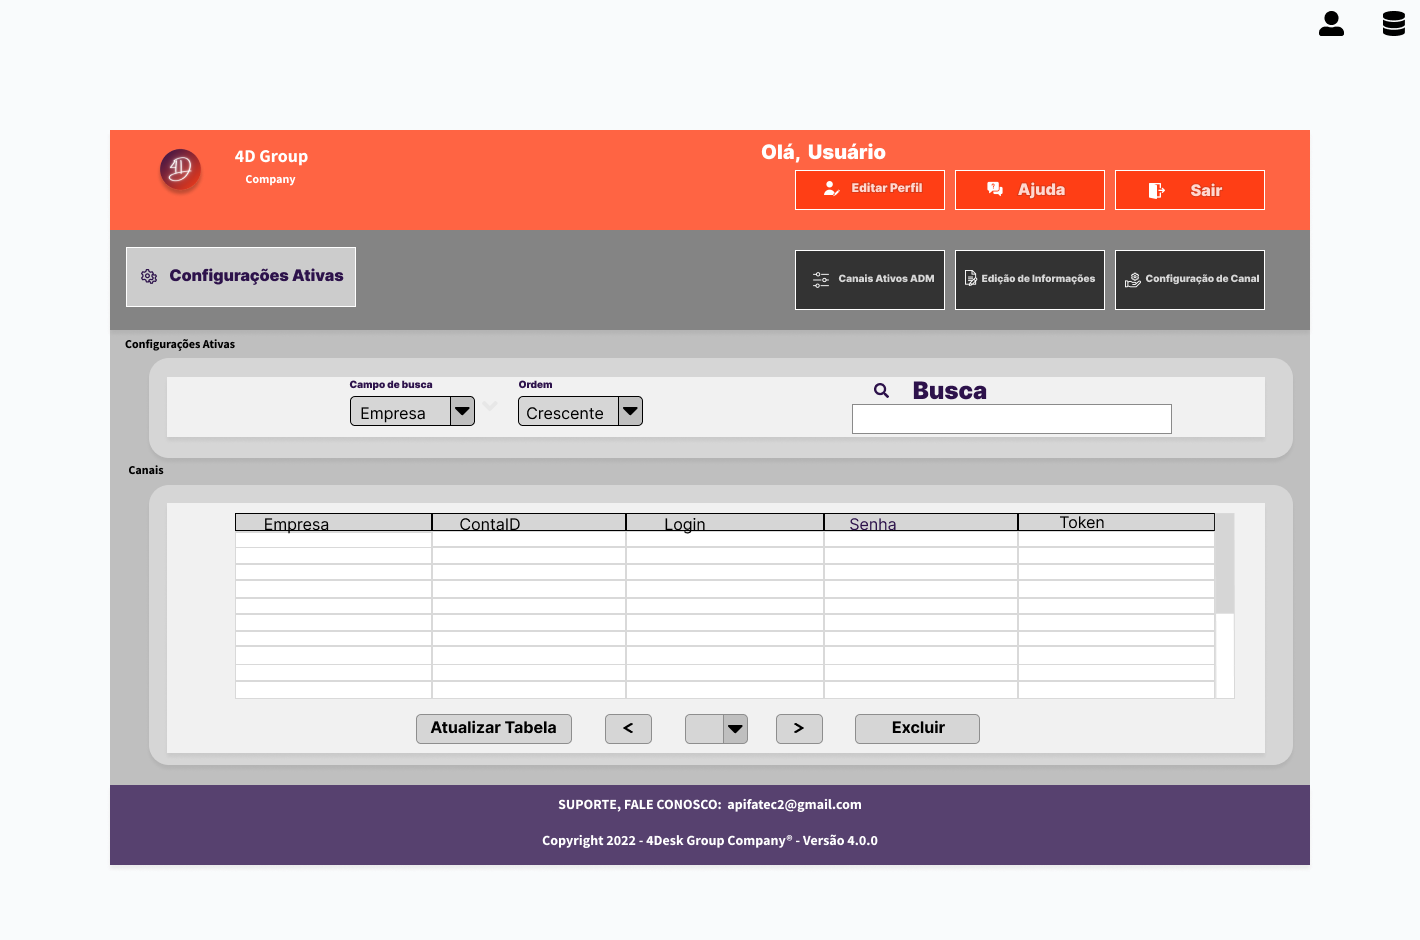 4D Group
Company
Olá, Usuário
Editar Perfil
Ajuda
Sair
Configurações Ativas
Canais Ativos ADM
Edição de Informações
Configuração de Canal
Configurações Ativas
Campo de busca
Ordem
Busca
Empresa
Crescente
Canais
Empresa
ContaID
Login
Senha
Token
Atualizar Tabela
<
>
Excluir
SUPORTE, FALE CONOSCO: apifatec2@gmail.com
Copyright 2022 - 4Desk Group Company® - Versão 4.0.0